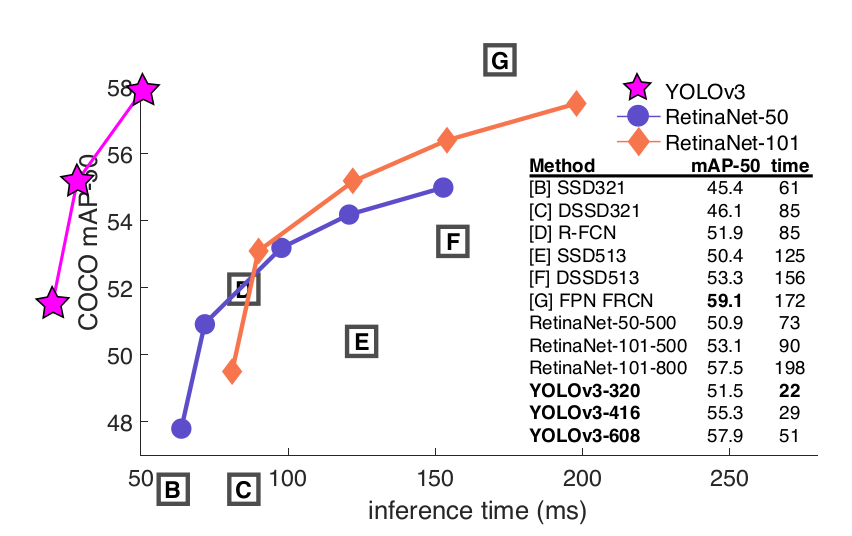 G
58
YOLOv3
RetinaNet-50
RetinaNet-101
56
COCO mAP-50
Method mAP-50 time
[B] SSD321 45.4 61
[C] DSSD321 46.1 85
[D] R-FCN 51.9 85
[E] SSD513 50.4 125
[F] DSSD513 53.3 156
[G] FPN FRCN 59.1 172
RetinaNet-50-500 50.9 73
RetinaNet-101-500 53.1 90
RetinaNet-101-800 57.5 198
YOLOv3-320 51.5 22
YOLOv3-416 55.3 29
YOLOv3-608 57.9 51
54
F
D
52
E
50
48
50 100 150 200 250
B
C
inference time (ms)